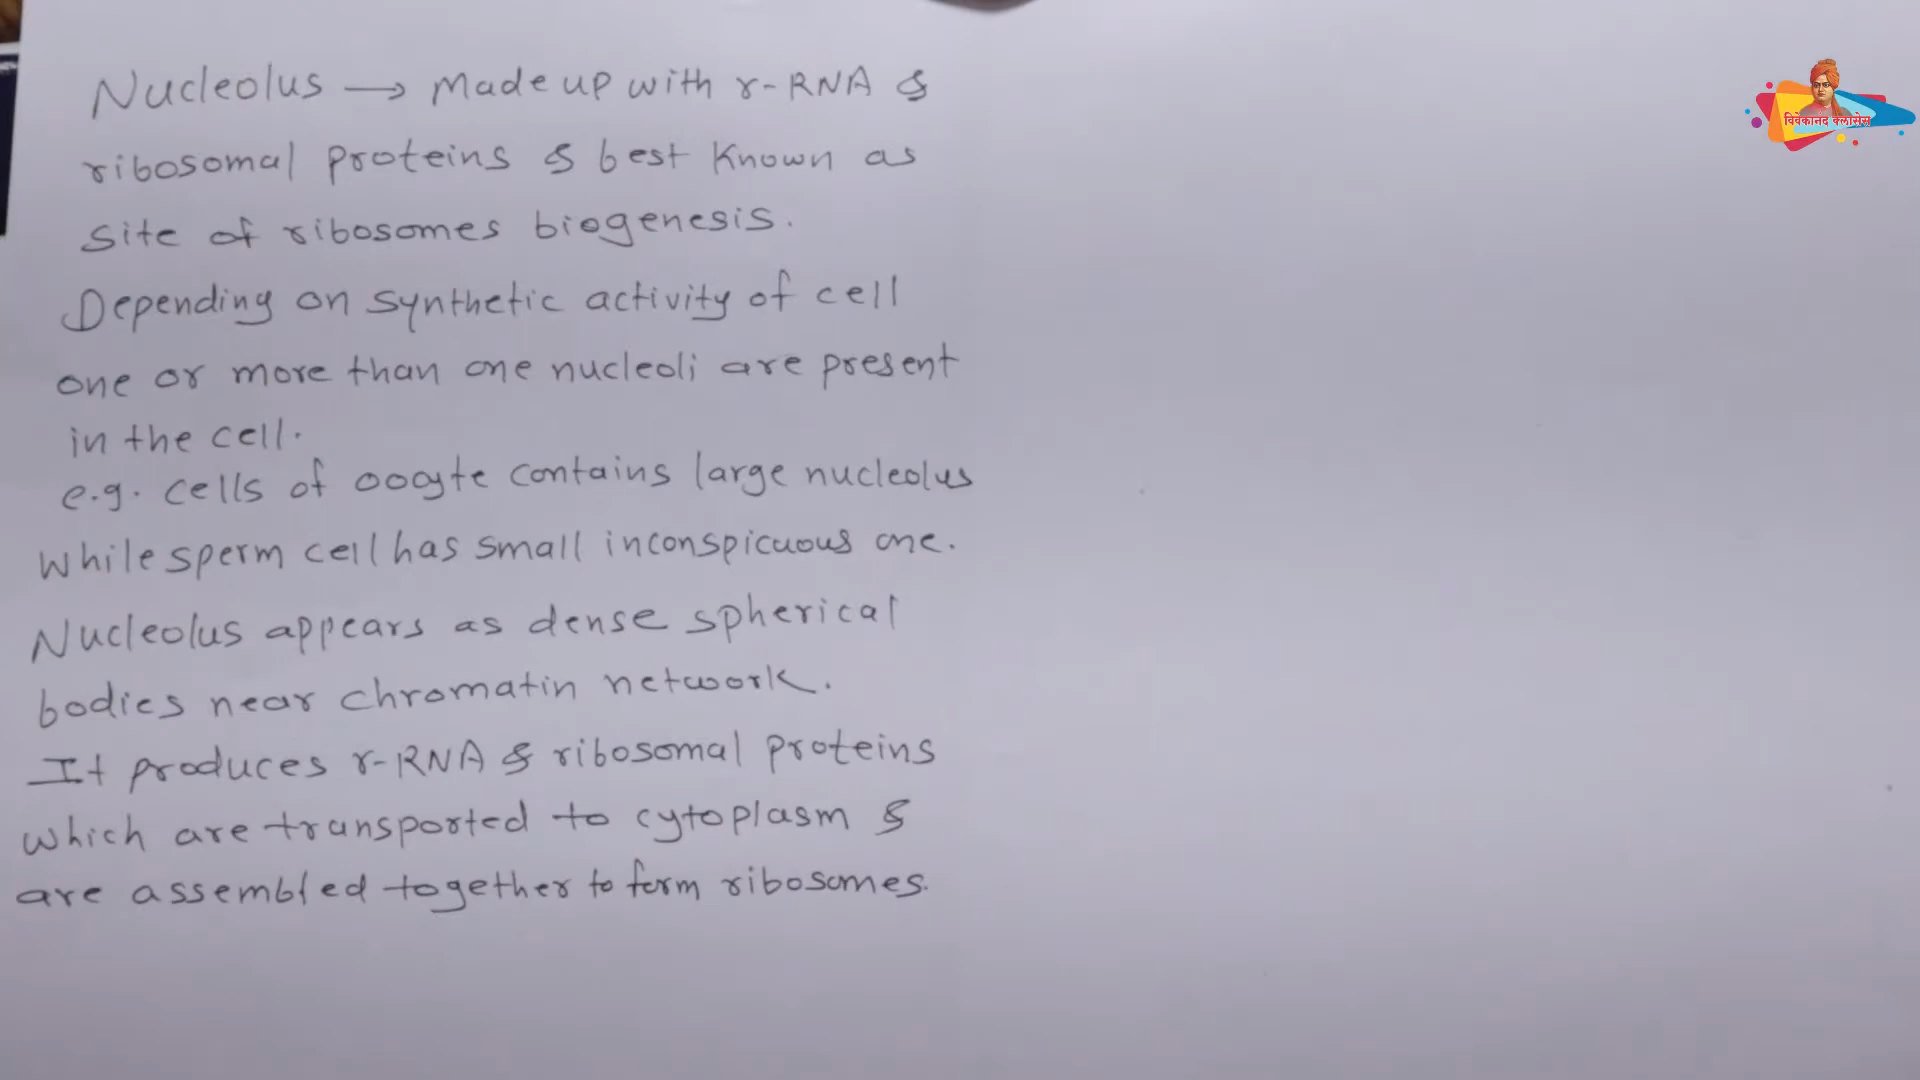 Nucleolus → Made up with r-RNA &
ribosomal proteins & best known as
site of ribosomes biogenesis.
Depending on synthetic activity of cell
one or more than one nucleoli are present
in the cell.
e.g. cells of oocyte contains large nucleolus
while sperm cell has small inconspicuous one.
Nucleolus appears as dense spherical
bodies near chromatin network.
It produces r-RNA & ribosomal proteins
which are transported to cytoplasm &
are assembled together to form ribosomes.
विवेकानंद क्लासेस